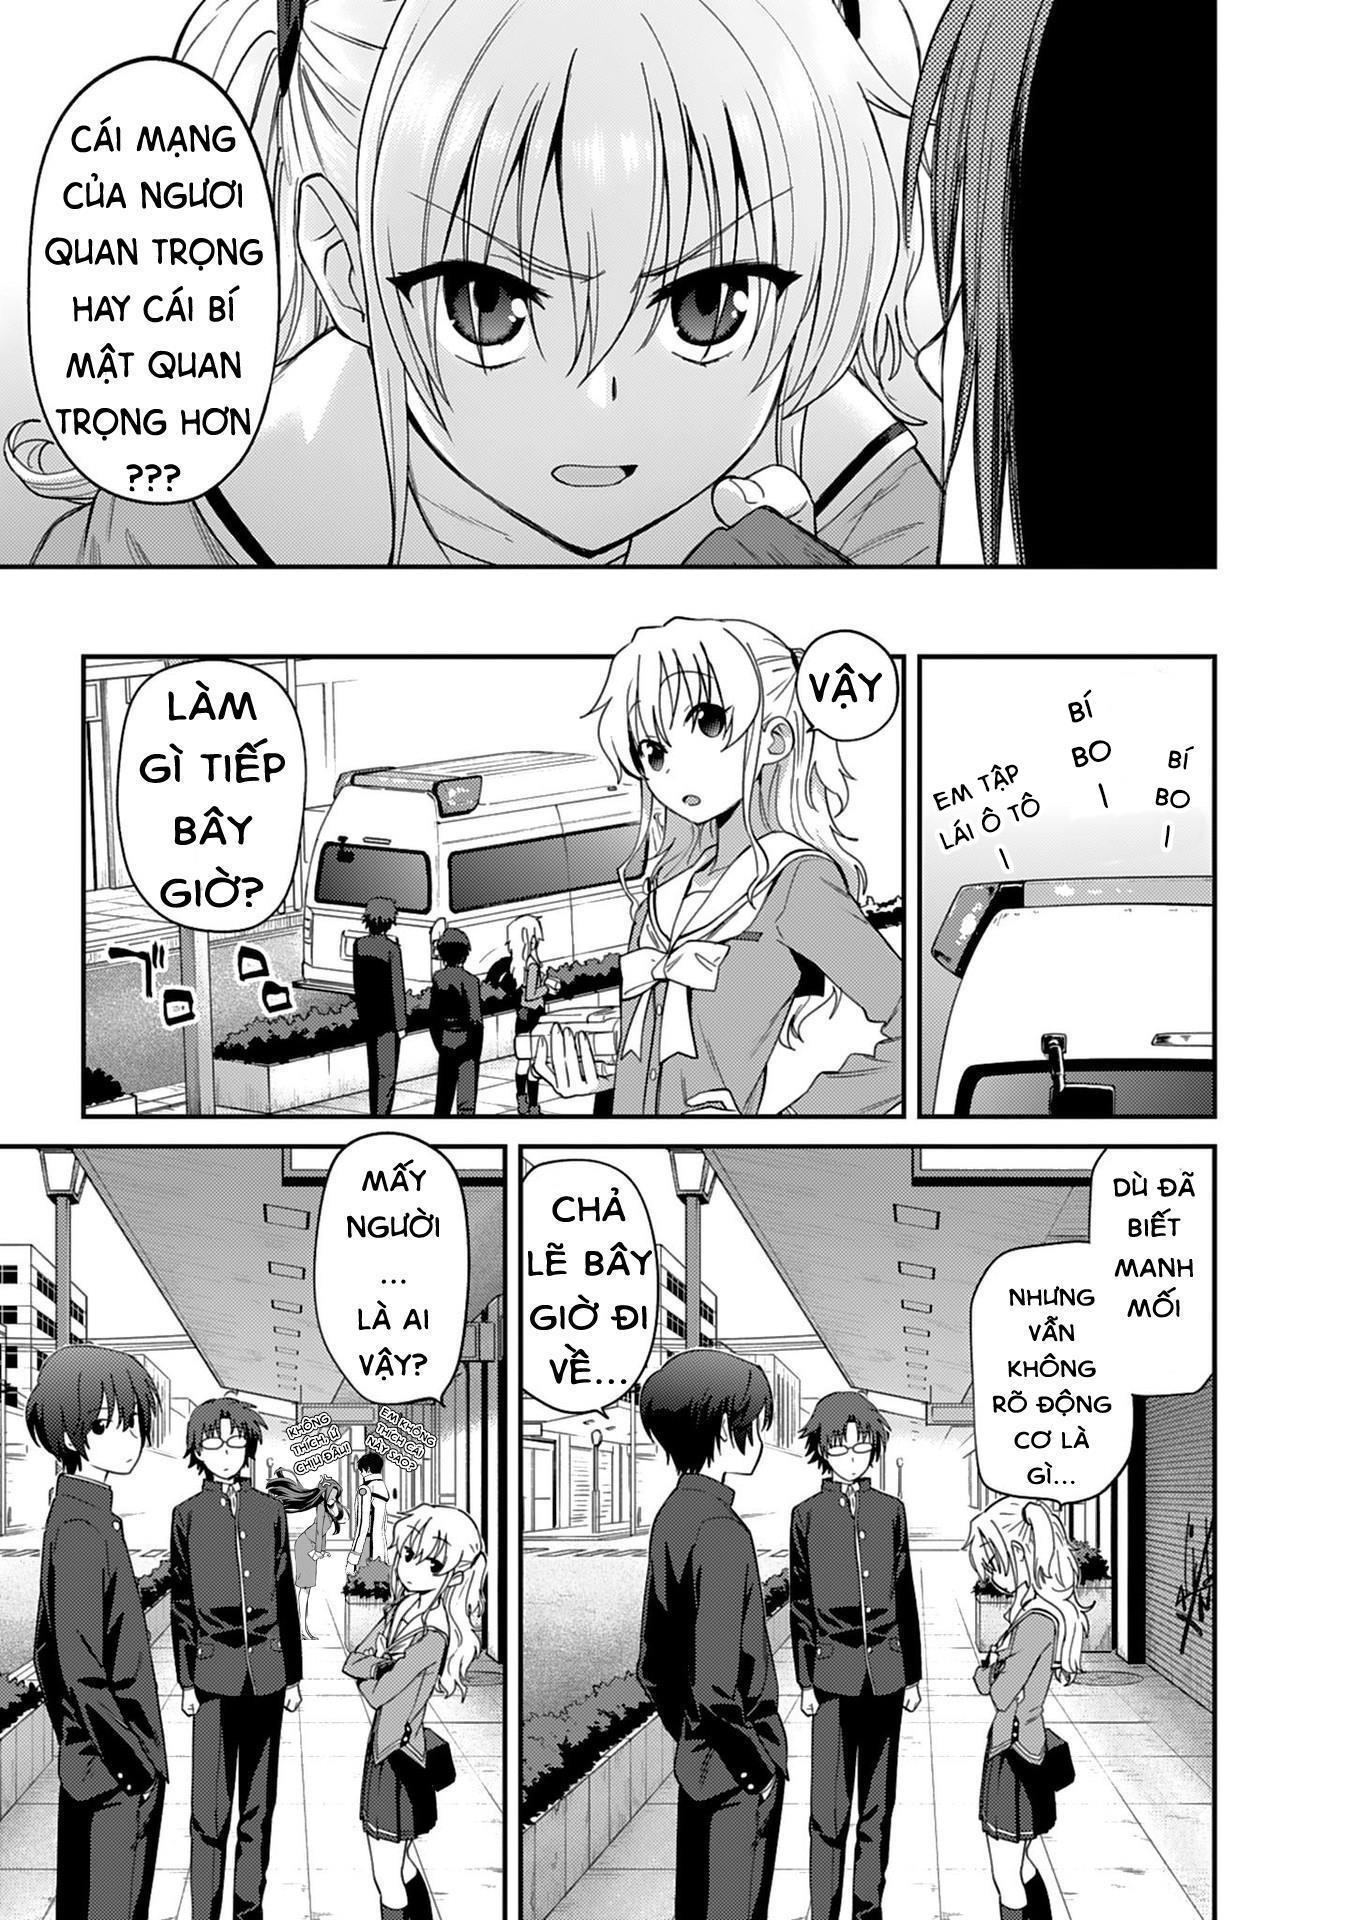 CÁI MẠNG
CỦA NGƯƠI
QUAN TRỌNG
HAY CÁI BÍ
MẬT QUAN
TRỌNG HƠN
???
BÍ
BO
BÍ
BO
EM TẬP
LÁI Ô TÔ
VẬY
LÀM
GÌ TIẾP
BÂY
GIỜ?
DÙ ĐÃ
BIẾT
MANH
MỐI
NHƯNG
VẪN
KHÔNG
RÕ ĐỘNG
CƠ LÀ
GÌ...
CHẢ
LẼ BÂY
GIỜ ĐI
VỀ...
MẤY
NGƯỜI
...
LÀ AI
VẬY?
EM KHÔNG
THÍCH CÁI
NÀY SAO?
KHÔNG
THÍCH, LÌ
CHỊU ĐÂU!